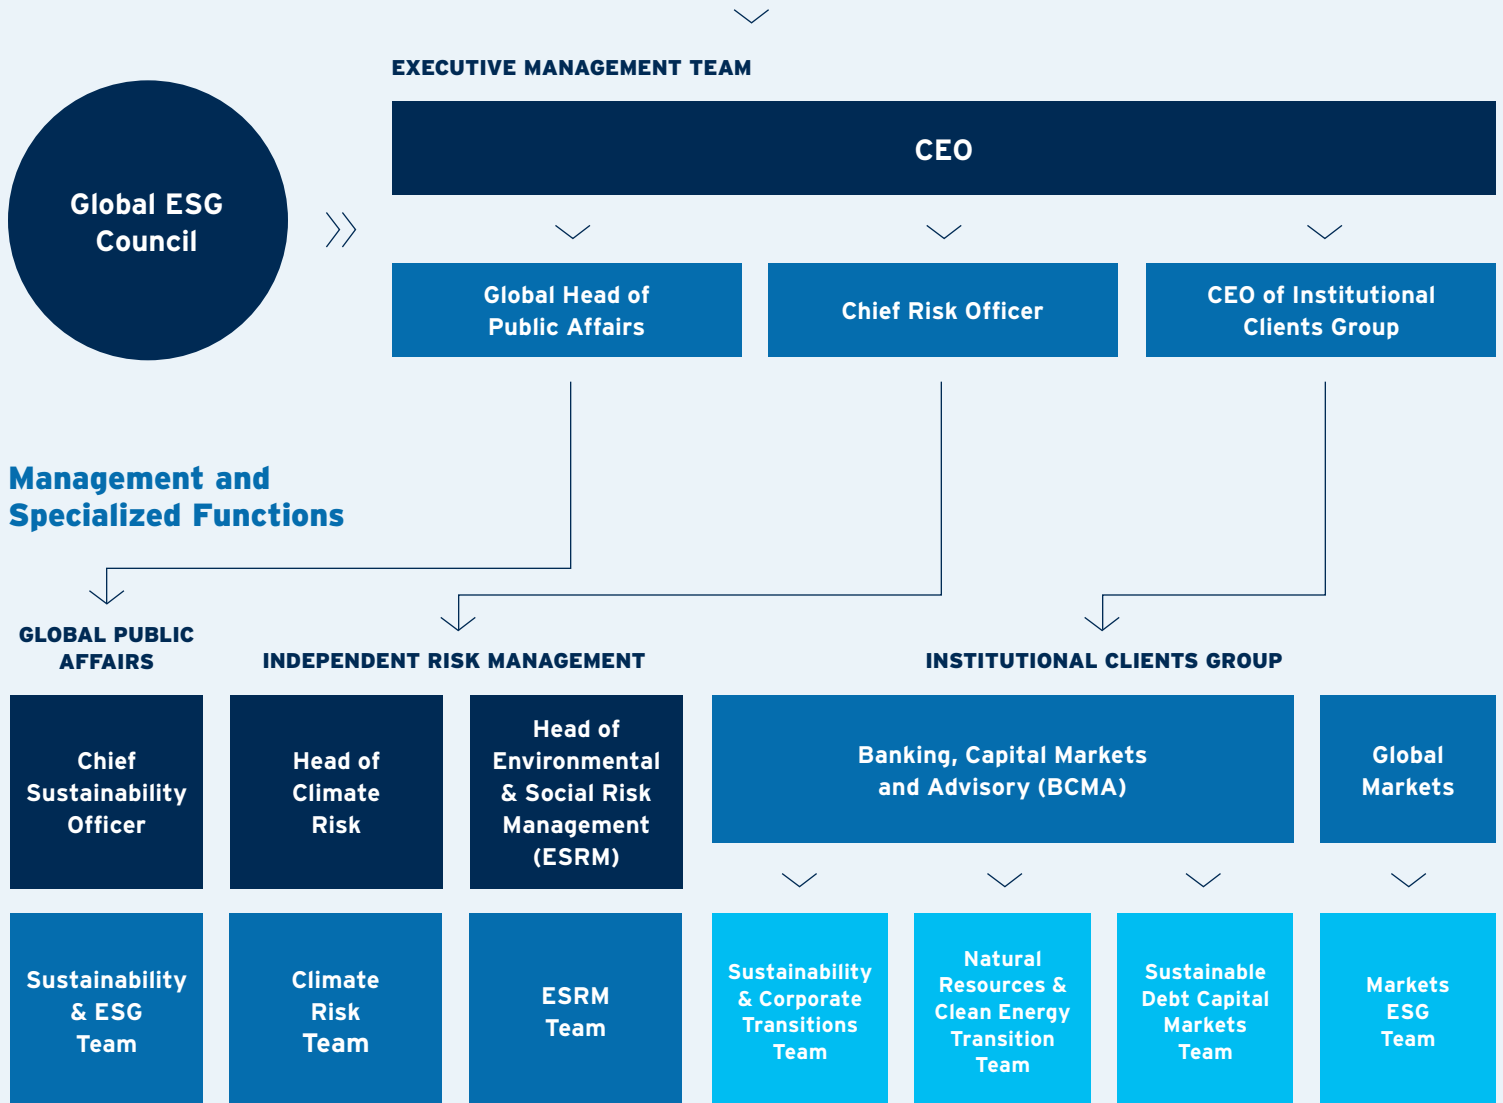 EXECUTIVE MANAGEMENT TEAM
CEO
Global ESG
Council
Global Head of
Public Affairs
Chief Risk Officer
CEO of Institutional
Clients Group
Management and
Specialized Functions
GLOBAL PUBLIC
AFFAIRS
INDEPENDENT RISK MANAGEMENT
INSTITUTIONAL CLIENTS GROUP
Chief
Sustainability
Officer
Head of
Climate
Risk
Head of
Environmental
& Social Risk
Management
(ESRM)
Banking, Capital Markets
and Advisory (BCMA)
Global
Markets
Sustainability
& ESG
Team
Climate
Risk
Team
ESRM
Team
Sustainability
& Corporate
Transitions
Team
Natural
Resources &
Clean Energy
Transition
Team
Sustainable
Debt Capital
Markets
Team
Markets
ESG
Team